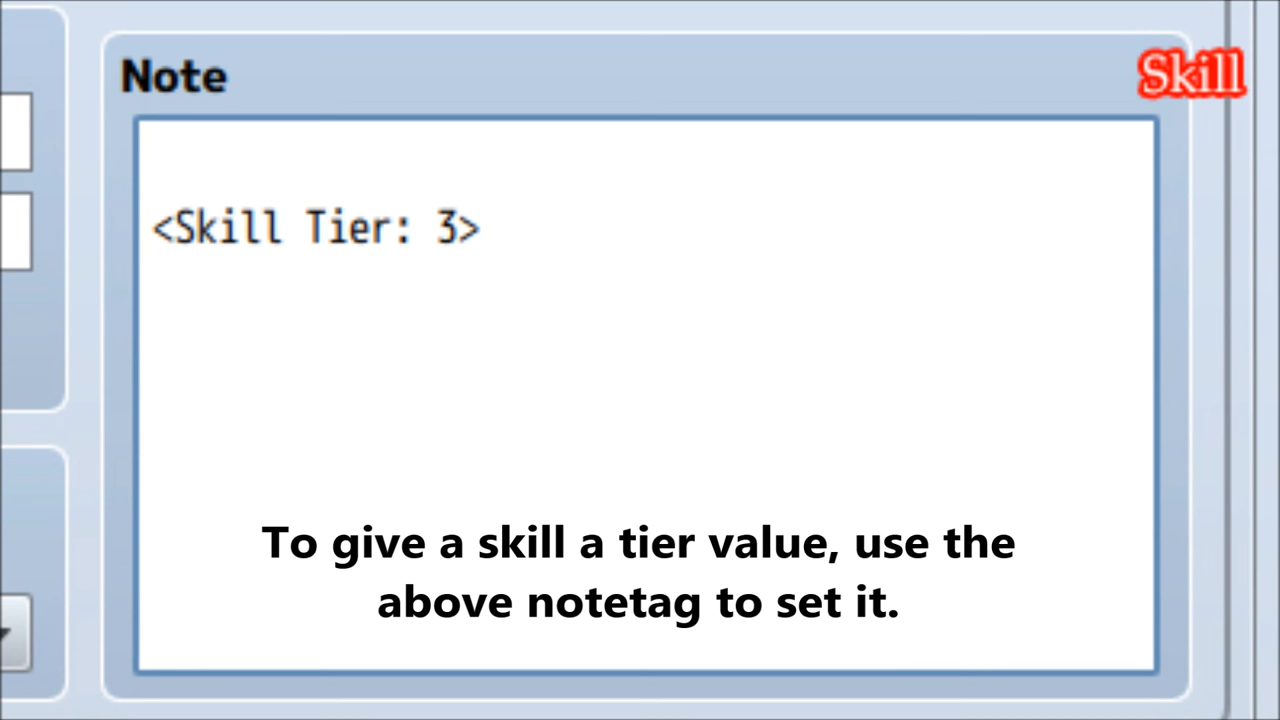 Note
Skill
<Skill Tier: 3>
To give a skill a tier value, use the
above notetag to set it.